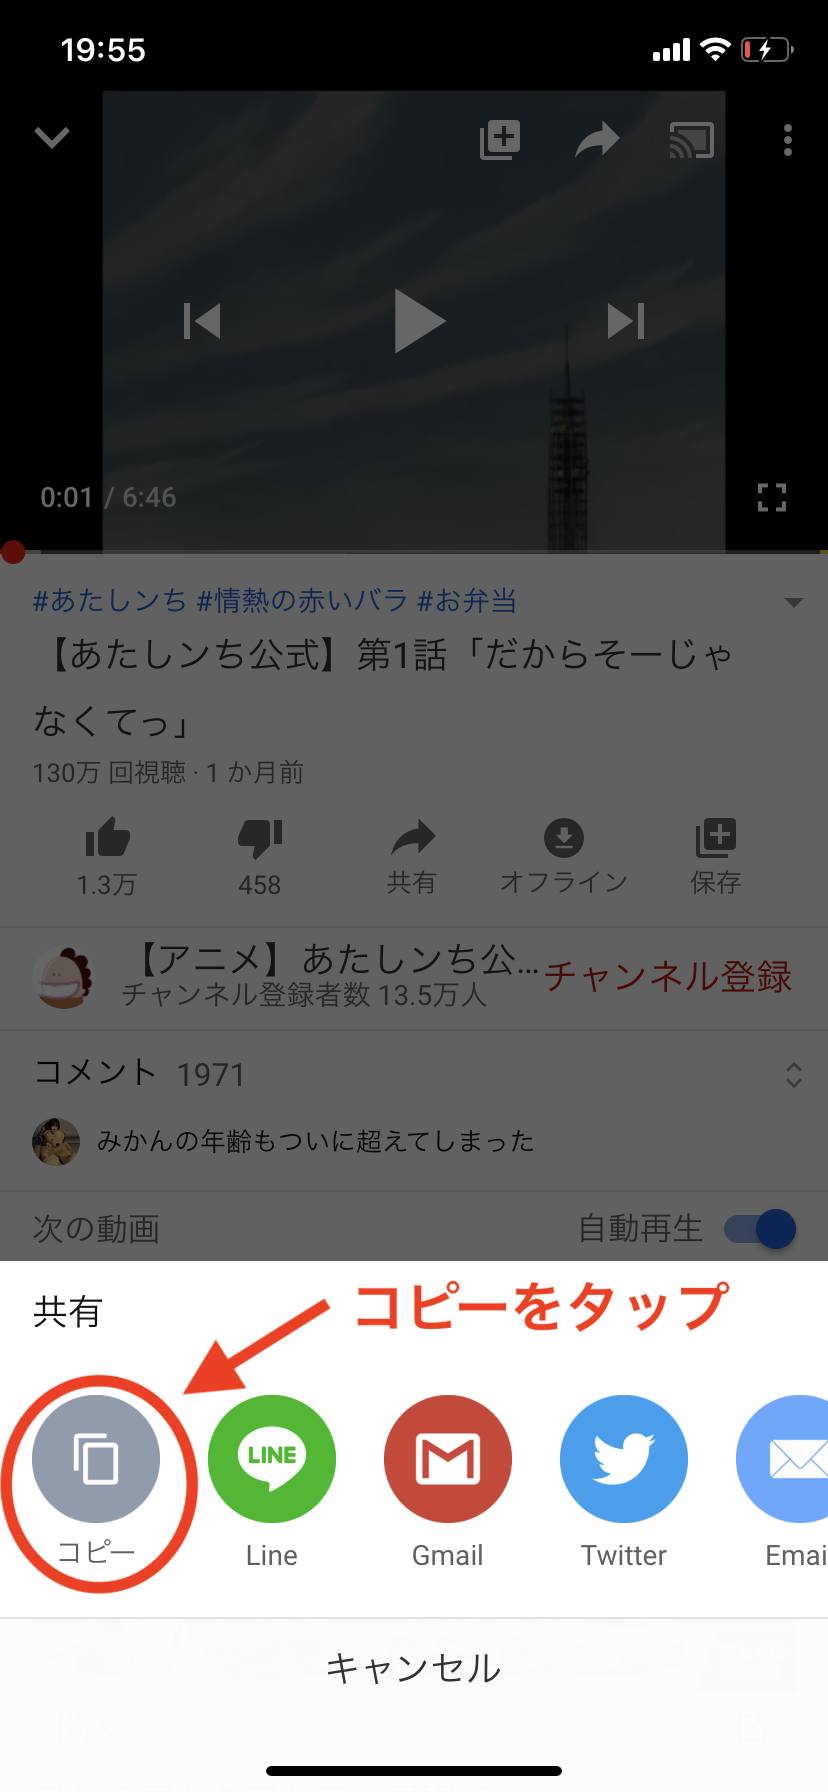 19:55
0:01 / 6:46
#あたしンち #情熱の赤いバラ #お弁当
【あたしンち公式】第1話「だからそーじゃ
なくてっ」
130万 回視聴 · 1 か月前
1.3万
458
共有
オフライン
保存
【アニメ】あたしンち公...
チャンネル登録
チャンネル登録者数 13.5万人
コメント 1971
みかんの年齢もついに超えてしまった
次の動画
自動再生
共有
コピーをタップ
LINE
コピー
Line
Gmail
Twitter
Emai
キャンセル